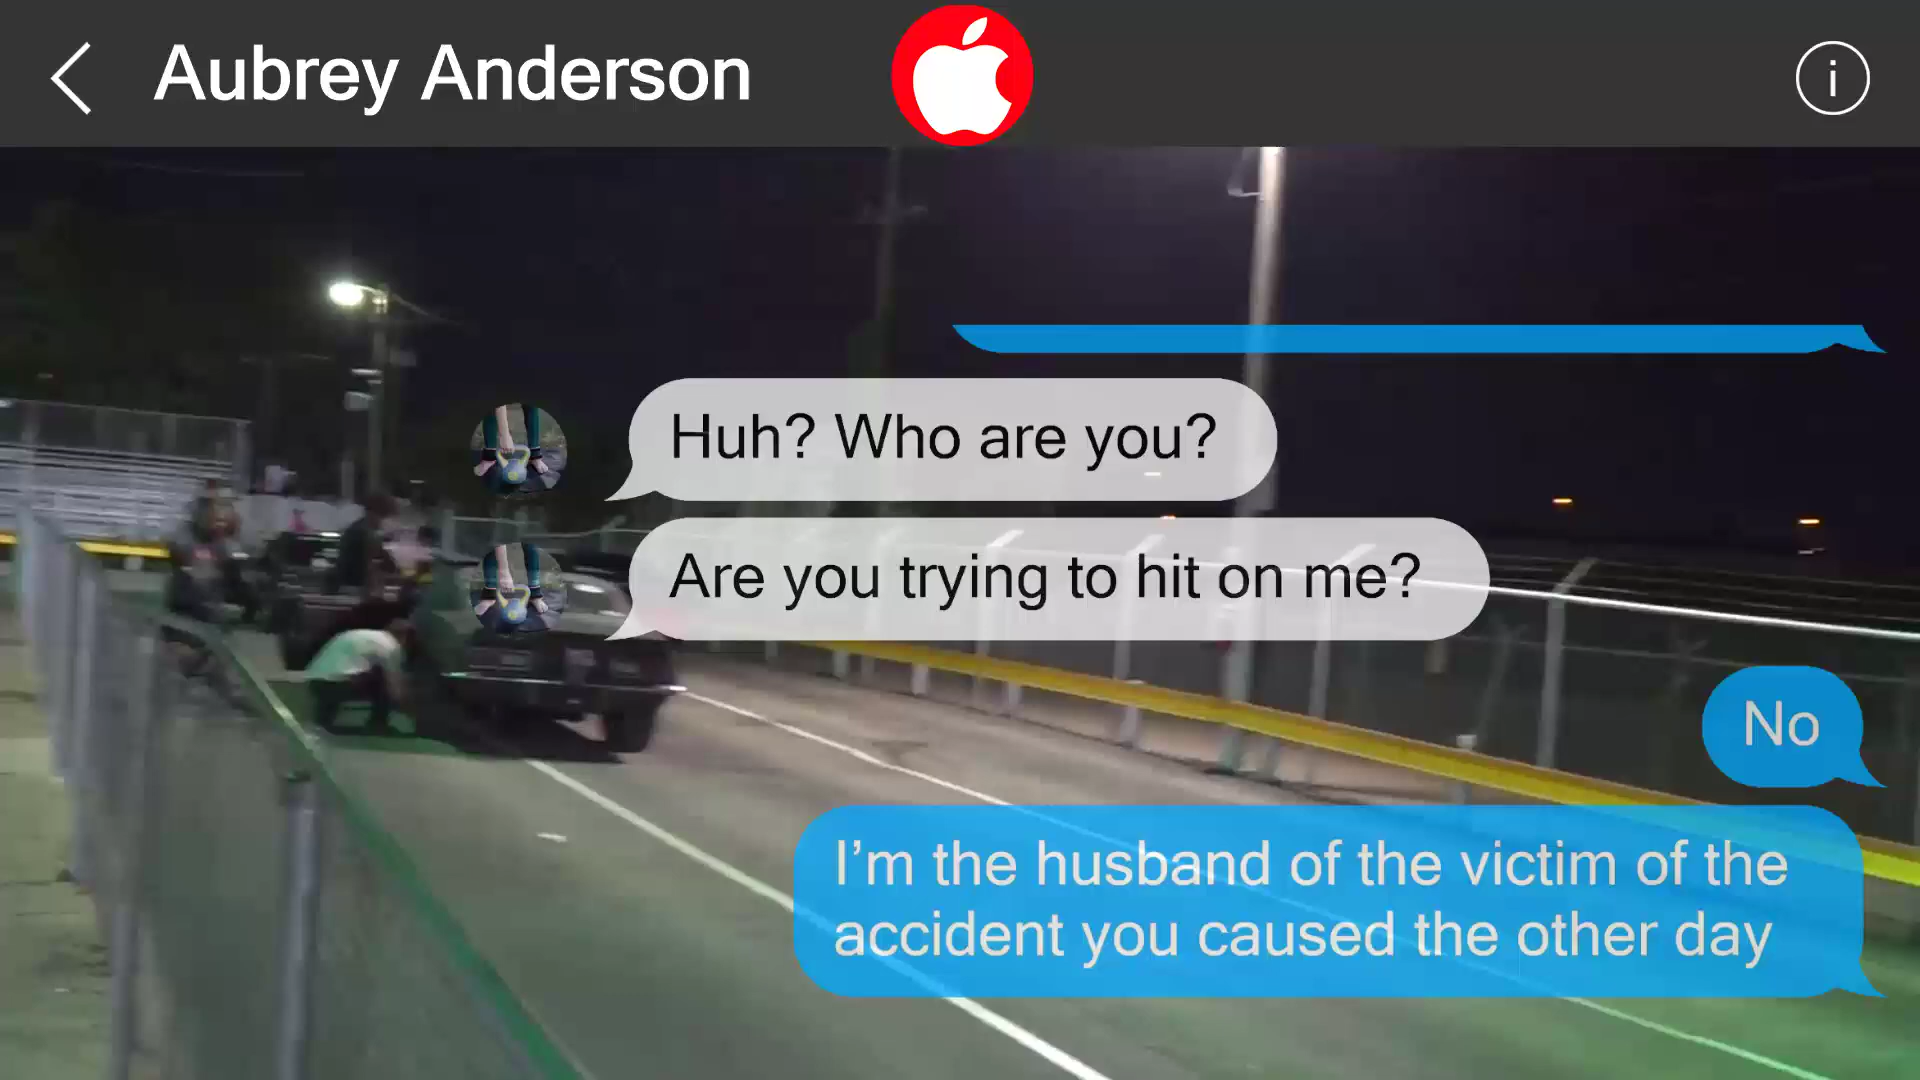 Aubrey Anderson
Huh? Who are you?
Are you trying to hit on me?
No
I’m the husband of the victim of the
accident you caused the other day